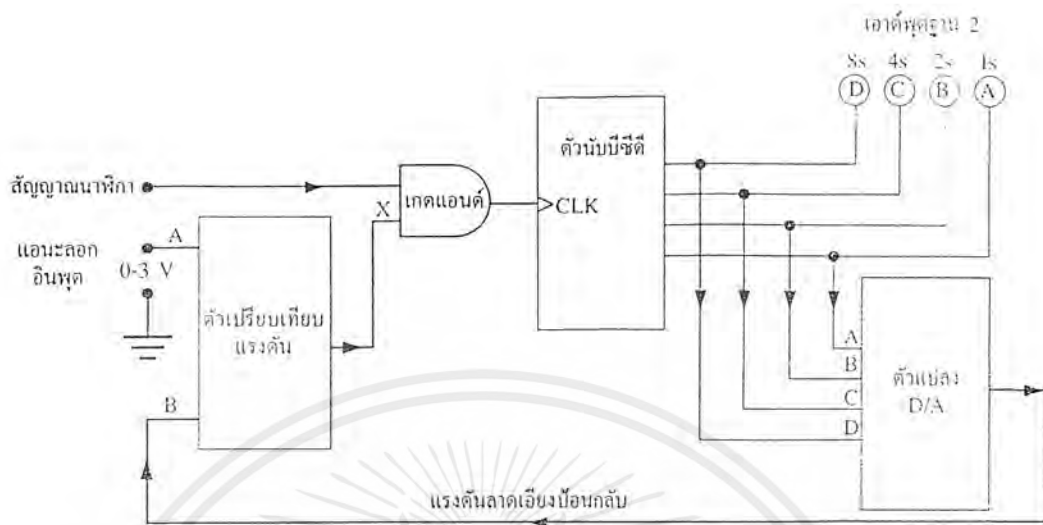 เอาต์พุตฐาน 2
8s 4s 2s 1s
D C B A
ตัวนับบีซีดี
สัญญาณนาฬิกา
เกตแอนด์
X
CLK
แอนะลอก
อินพุต
A
0-3 V
ตัวเปรียบเทียบ
แรงดัน
B
A
B
C
D
ตัวแปลง
D/A
แรงดันลาดเอียงป้อนกลับ